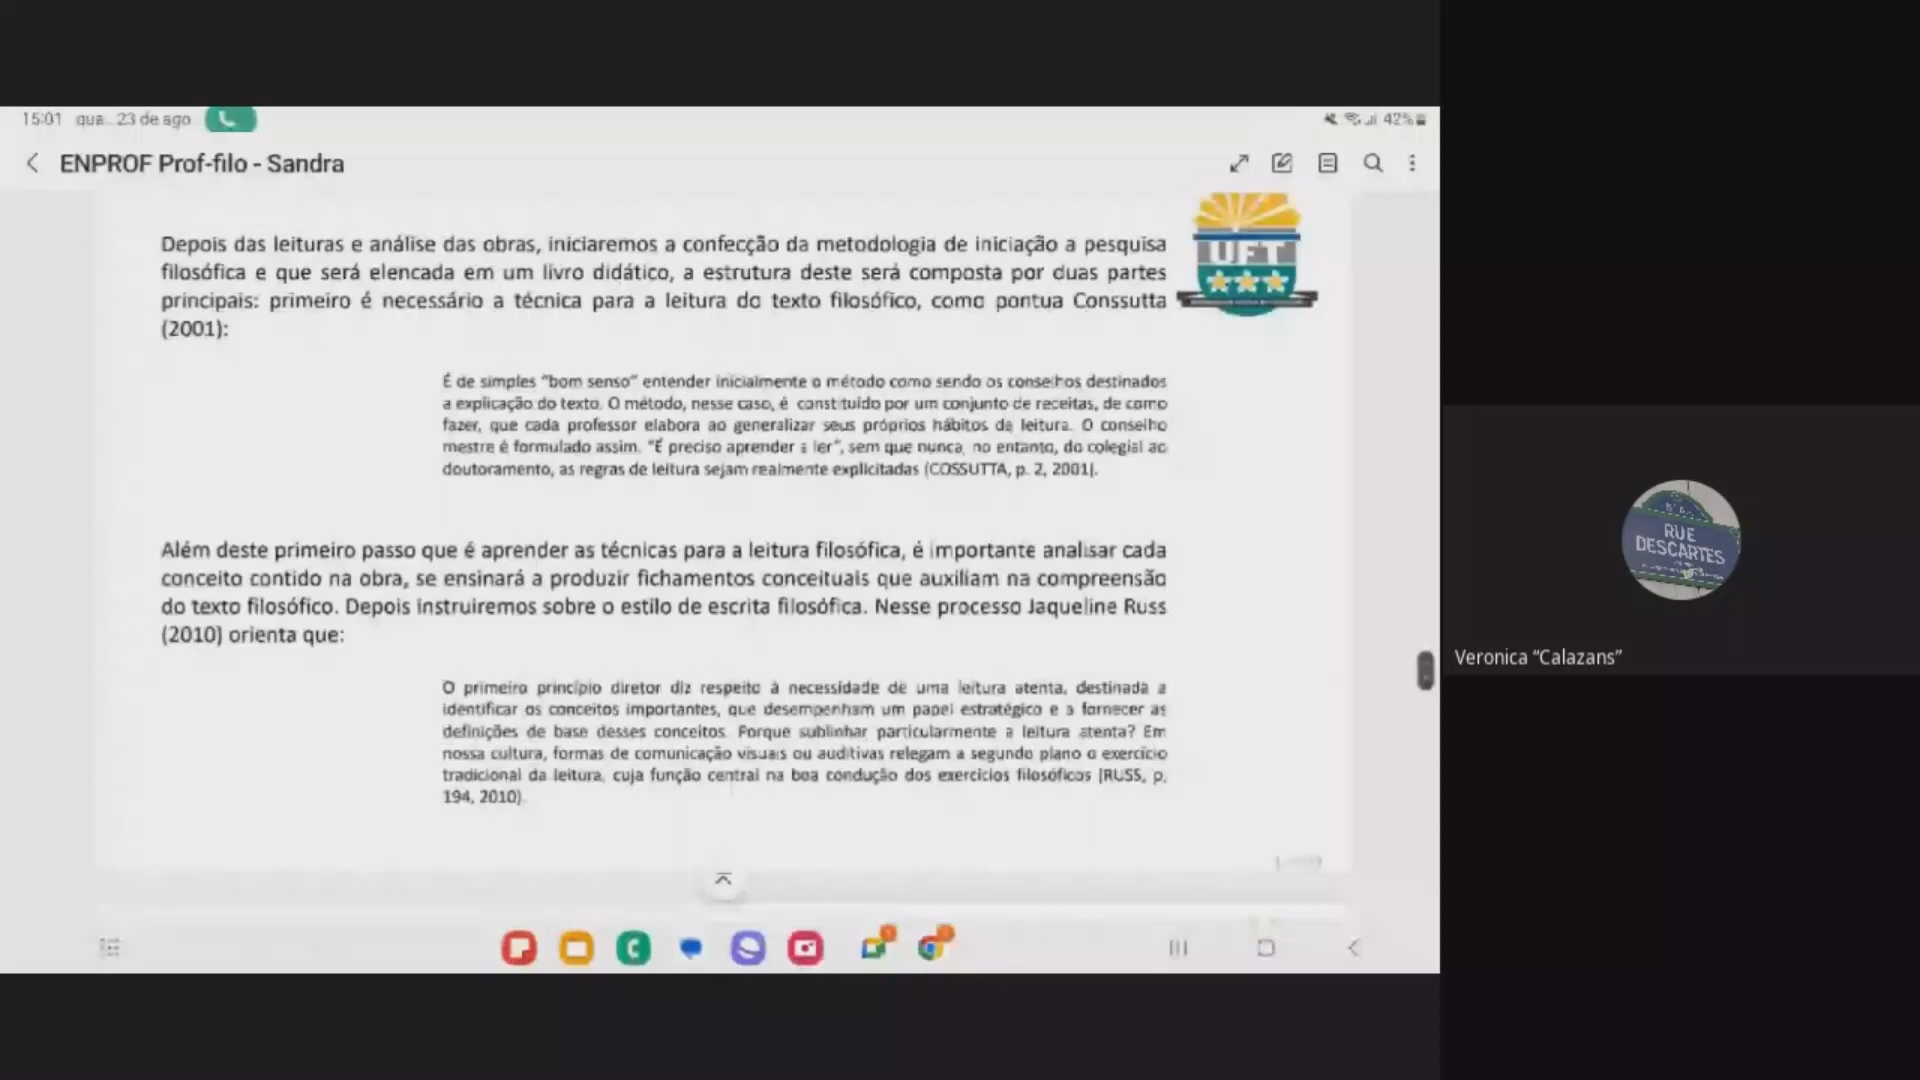 15:01 qua. 23 de ago
42%
ENPROF Prof-filo - Sandra
UFT
Depois das leituras e análise das obras, iniciaremos a confecção da metodologia de iniciação a pesquisa
filosófica e que será elencada em um livro didático, a estrutura deste será composta por duas partes
principais: primeiro é necessário a técnica para a leitura do texto filosófico, como pontua Conssutta
(2001):
É de simples "bom senso" entender inicialmente o método como sendo os conselhos destinados
a explicação do texto. O método, nesse caso, é constituído por um conjunto de receitas, de como
fazer, que cada professor elabora ao generalizar seus próprios hábitos de leitura. O conselho
mestre é formulado assim. "É preciso aprender a ler", sem que nunca, no entanto, do colegial ao
doutoramento, as regras de leitura sejam realmente explicitadas (COSSUTTA, p. 2, 2001).
Além deste primeiro passo que é aprender as técnicas para a leitura filosófica, é importante analisar cada
conceito contido na obra, se ensinará a produzir fichamentos conceituais que auxiliam na compreensão
do texto filosófico. Depois instruiremos sobre o estilo de escrita filosófica. Nesse processo Jaqueline Russ
(2010) orienta que:
O primeiro princípio diretor diz respeito à necessidade de uma leitura atenta, destinada a
identificar os conceitos importantes, que desempenham um papel estratégico e a fornecer as
definições de base desses conceitos. Porque sublinhar particularmente a leitura atenta? Em
nossa cultura, formas de comunicação visuais ou auditivas relegam a segundo plano o exercício
tradicional da leitura, cuja função central na boa condução dos exercícios filosóficos (RUSS, p.
194, 2010).
RUE
DESCARTES
Veronica “Calazans”